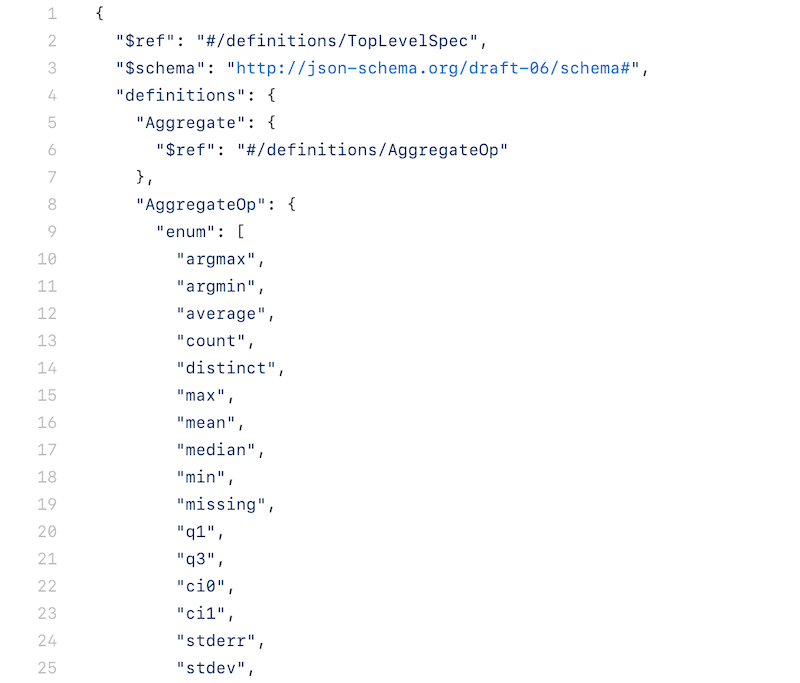 1 {
2 "$ref": "#/definitions/TopLevelSpec",
3 "$schema": "http://json-schema.org/draft-06/schema#",
4 "definitions": {
5 "Aggregate": {
6 "$ref": "#/definitions/AggregateOp"
7 },
8 "AggregateOp": {
9 "enum": [
10 "argmax",
11 "argmin",
12 "average",
13 "count",
14 "distinct",
15 "max",
16 "mean",
17 "median",
18 "min",
19 "missing",
20 "q1",
21 "q3",
22 "ci0",
23 "ci1",
24 "stderr",
25 "stdev",